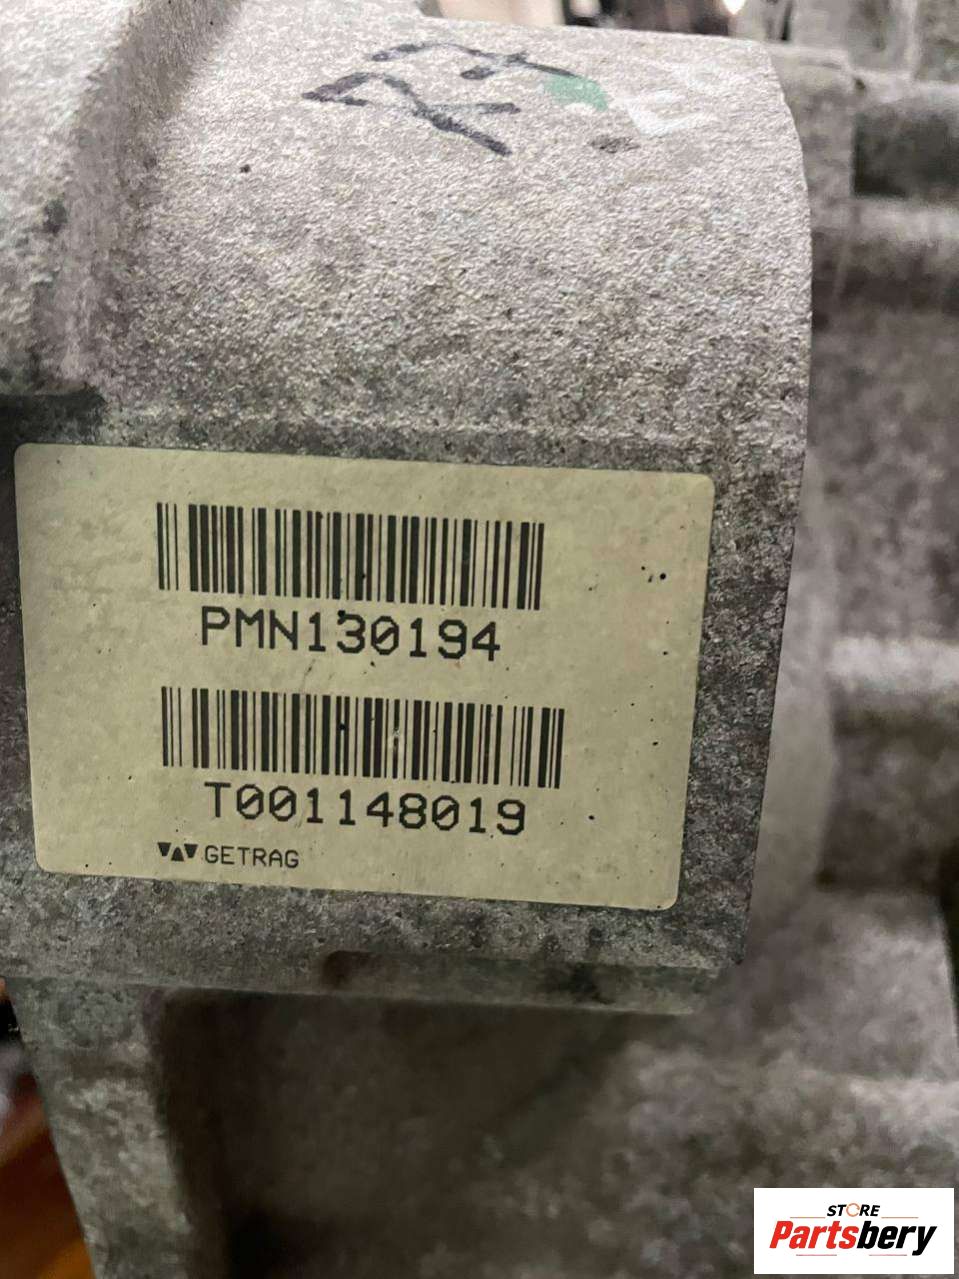 PMN130194
T001148019
GETRAG
STORE
Partsbery